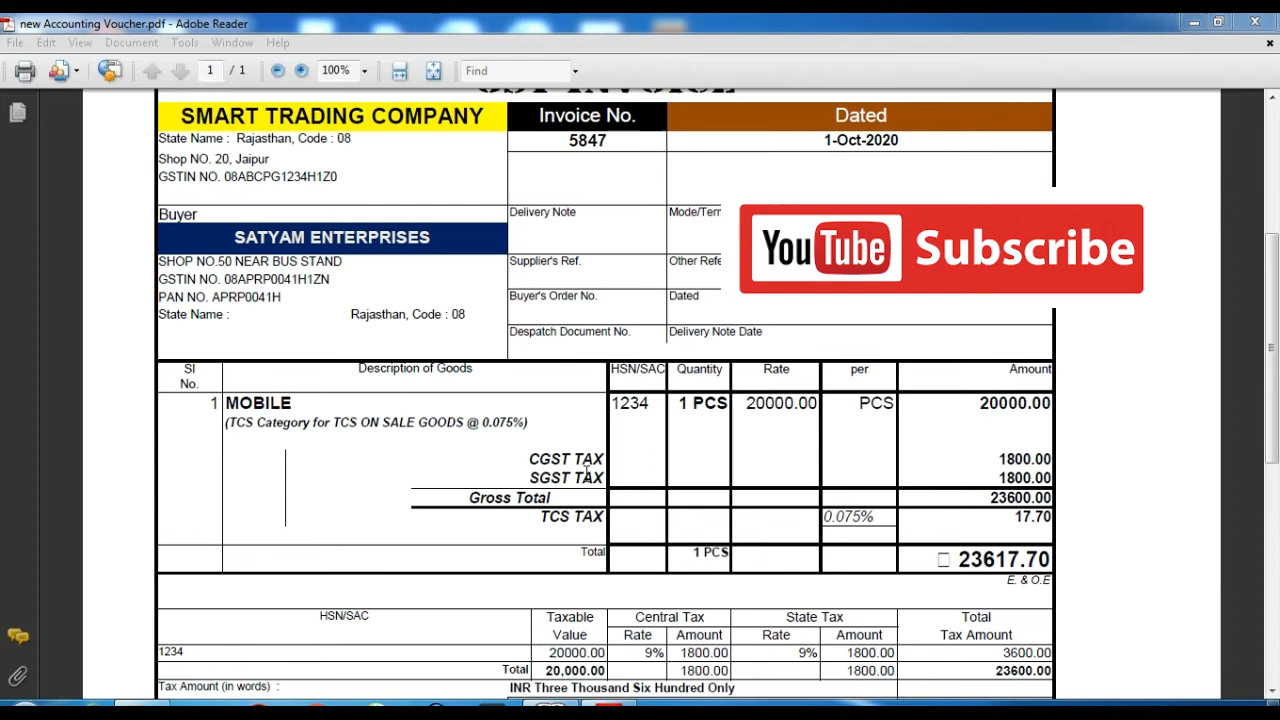 new Accounting Voucher.pdf - Adobe Reader
File Edit View Document Tools Window Help
1 / 1 100% Find
GST INVOICE
SMART TRADING COMPANY Invoice No. Dated
State Name : Rajasthan, Code : 08 5847 1-Oct-2020
Shop NO. 20, Jaipur
GSTIN NO. 08ABCPG1234H1Z0
Buyer Delivery Note Mode/Term
SATYAM ENTERPRISES
You Tube Subscribe
SHOP NO.50 NEAR BUS STAND Supplier's Ref. Other Refe
GSTIN NO. 08APRP0041H1ZN
PAN NO. APRP0041H Buyer's Order No. Dated
State Name : Rajasthan, Code : 08
Despatch Document No. Delivery Note Date
Sl No. Description of Goods HSN/SAC Quantity Rate per Amount
1 MOBILE 1234 1 PCS 20000.00 PCS 20000.00
(TCS Category for TCS ON SALE GOODS @ 0.075%)
CGST TAX 1800.00
SGST TAX 1800.00
Gross Total 23600.00
TCS TAX 0.075% 17.70
Total 1 PCS 23617.70
E. & O.E
HSN/SAC Taxable Central Tax State Tax Total
Value Rate Amount Rate Amount Tax Amount
1234 20000.00 9% 1800.00 9% 1800.00 3600.00
Total 20,000.00 1800.00 1800.00 23600.00
Tax Amount (in words) : INR Three Thousand Six Hundred Only